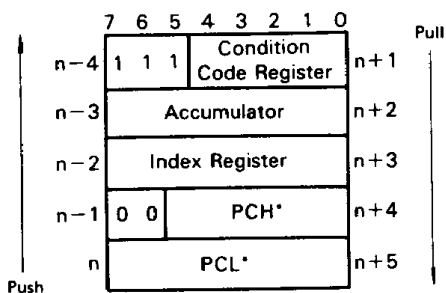 7 6 5 4 3 2 1 0
Pull
n-4 1 1 1 Condition Code Register n+1
n-3 Accumulator n+2
n-2 Index Register n+3
n-1 0 0 PCH* n+4
n PCL* n+5
Push